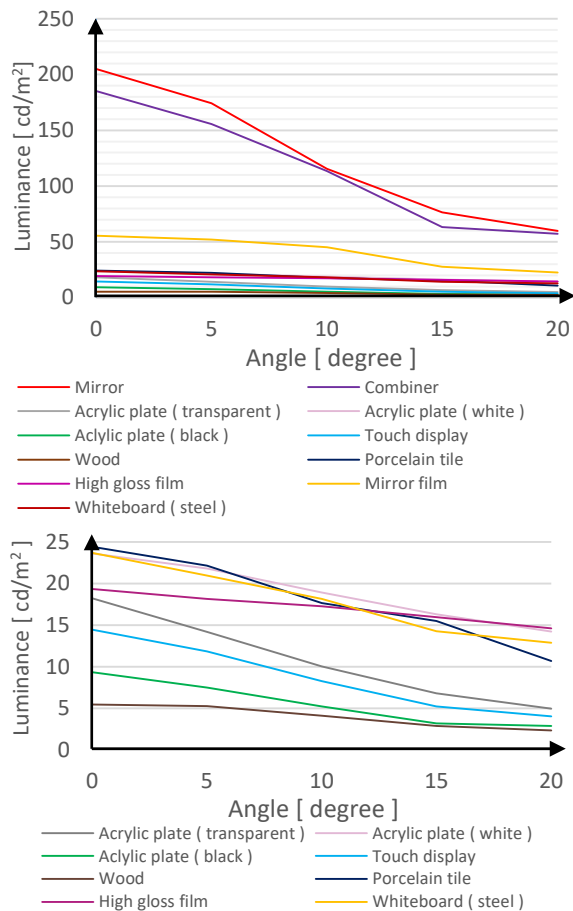 250
200
150
100
50
0
Luminance [ cd/m² ]
0 5 10 15 20
Angle [ degree ]
Mirror Combiner
Acrylic plate ( transparent ) Acrylic plate ( white )
Aclylic plate ( black ) Touch display
Wood Porcelain tile
High gloss film Mirror film
Whiteboard ( steel )
25
20
15
10
5
0
Luminance [ cd/m² ]
0 5 10 15 20
Angle [ degree ]
Acrylic plate ( transparent ) Acrylic plate ( white )
Aclylic plate ( black ) Touch display
Wood Porcelain tile
High gloss film Whiteboard ( steel )